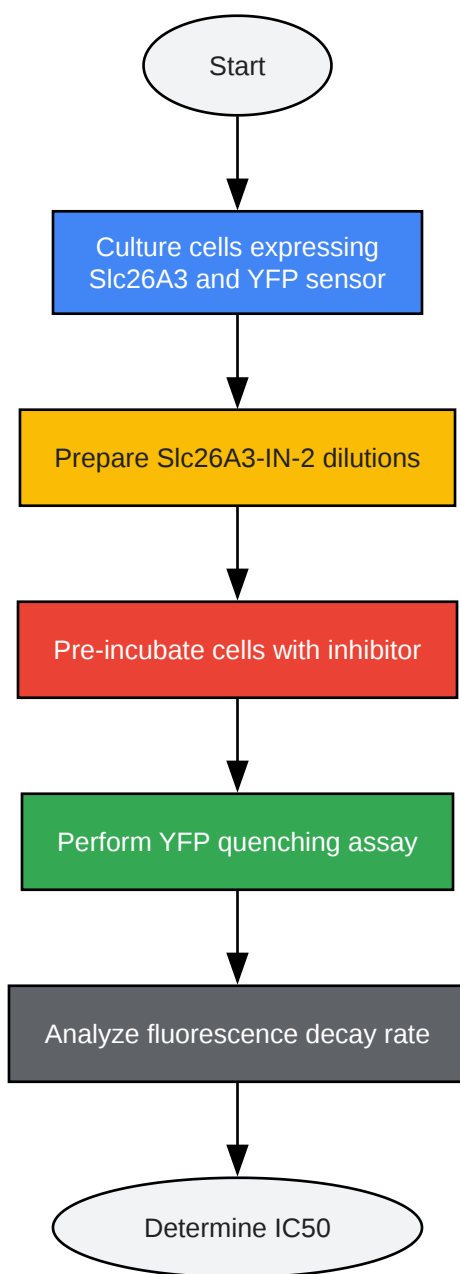 Start
Culture cells expressing
Slc26A3 and YFP sensor
Prepare Slc26A3-IN-2 dilutions
Pre-incubate cells with inhibitor
Perform YFP quenching assay
Analyze fluorescence decay rate
Determine IC50